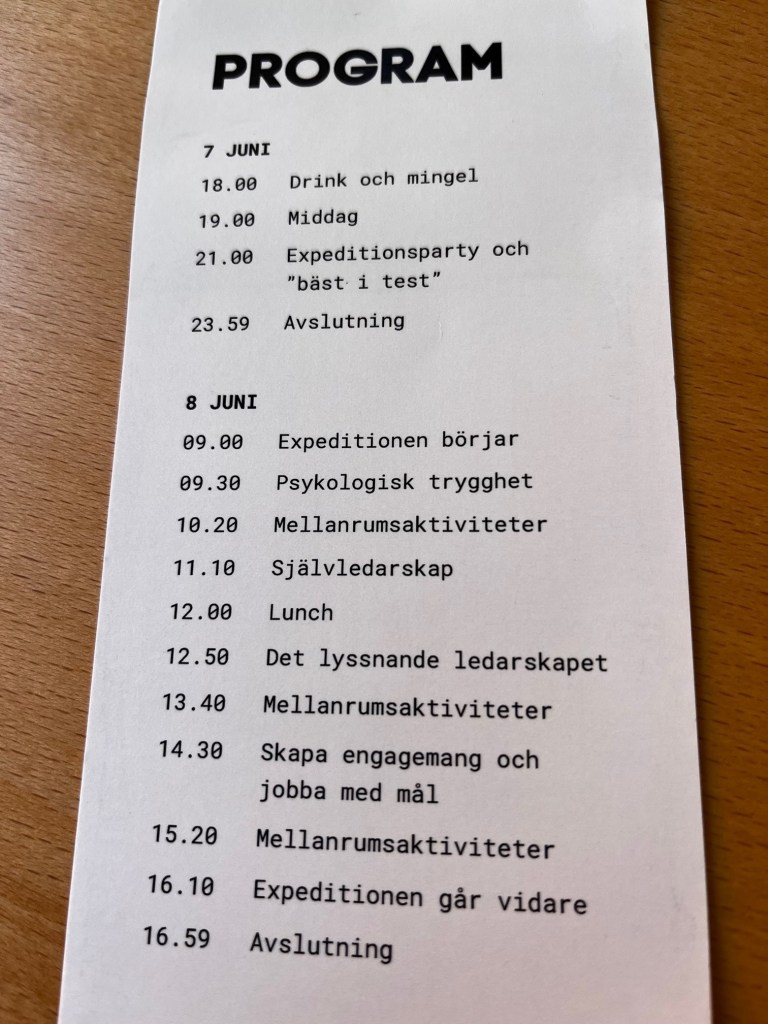 PROGRAM
7 JUNI
18.00 Drink och mingel
19.00 Middag
21.00 Expeditionsparty och
"bäst i test"
23.59 Avslutning
8 JUNI
09.00 Expeditionen börjar
09.30 Psykologisk trygghet
10.20 Mellanrumsaktiviteter
11.10 Självledarskap
12.00 Lunch
12.50 Det lyssnande ledarskapet
13.40 Mellanrumsaktiviteter
14.30 Skapa engagemang och
jobba med mål
15.20 Mellanrumsaktiviteter
16.10 Expeditionen går vidare
16.59 Avslutning